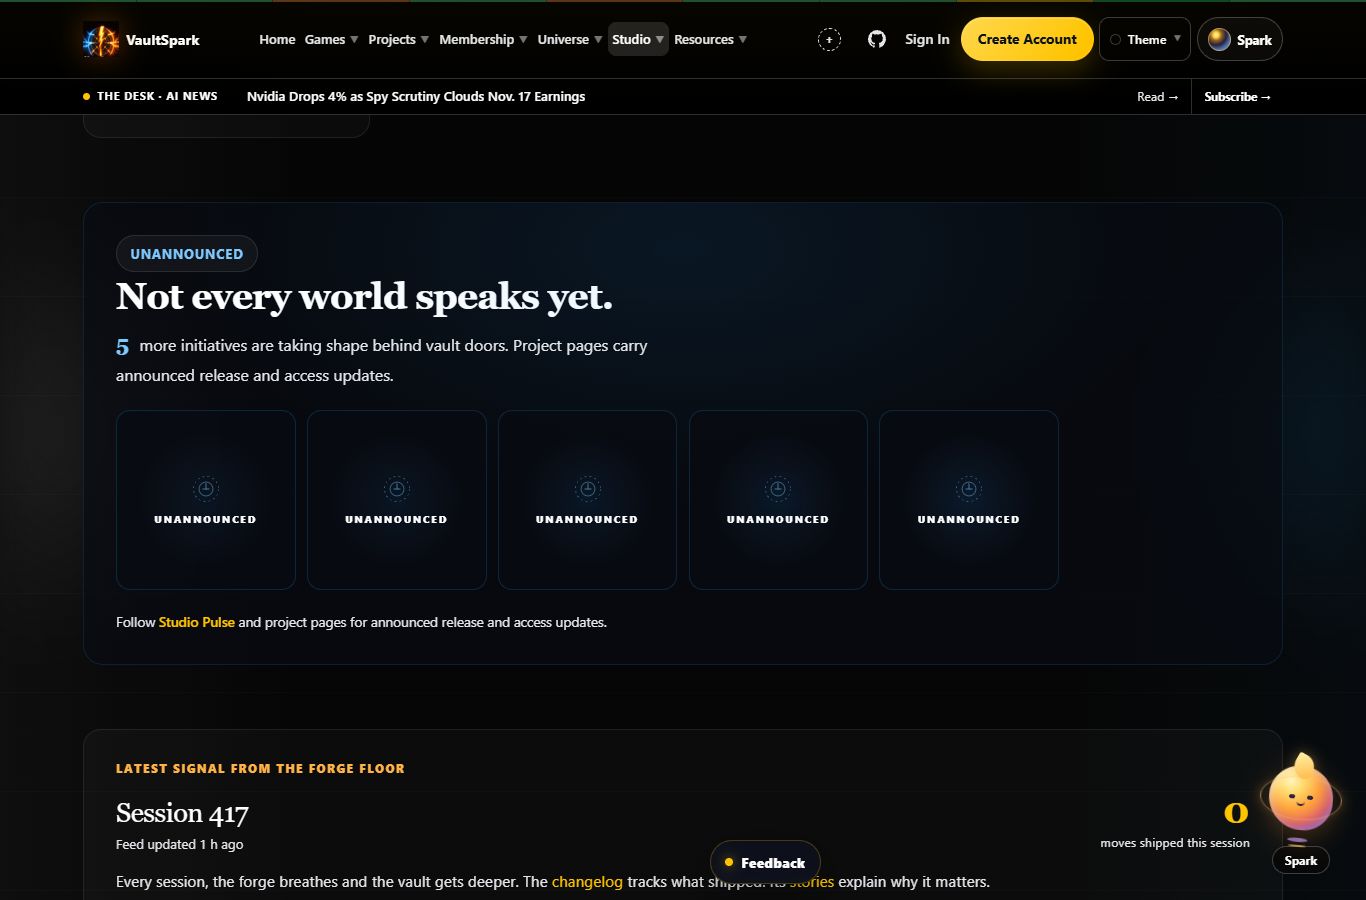 VaultSpark
Home Games Projects Membership Universe Studio Resources
Sign In
Create Account
Theme
Spark
THE DESK · AI NEWS
Nvidia Drops 4% as Spy Scrutiny Clouds Nov. 17 Earnings
Read →
Subscribe →
UNANNOUNCED
Not every world speaks yet.
5 more initiatives are taking shape behind vault doors. Project pages carry
announced release and access updates.
UNANNOUNCED UNANNOUNCED UNANNOUNCED UNANNOUNCED UNANNOUNCED
Follow Studio Pulse and project pages for announced release and access updates.
LATEST SIGNAL FROM THE FORGE FLOOR
Session 417
Feed updated 1 h ago
0
moves shipped this session
Every session, the forge breathes and the vault gets deeper. The changelog tracks what shipped. Its stories explain why it matters.
Feedback
Spark